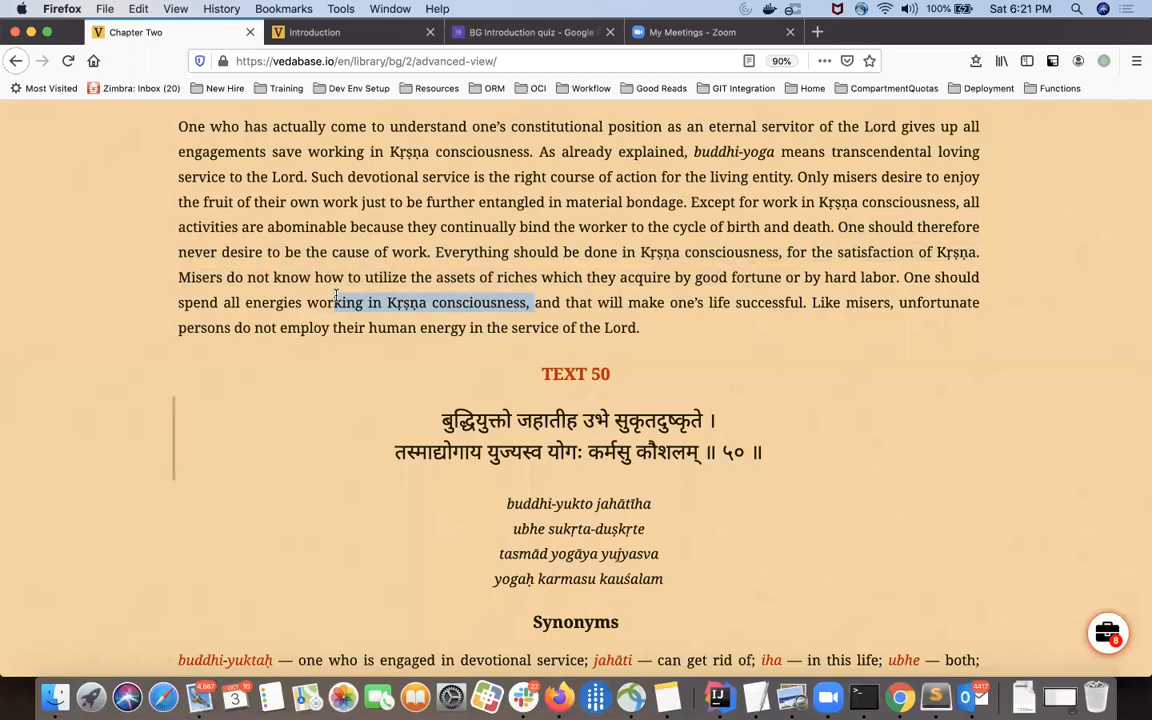 Firefox File Edit View History Bookmarks Tools Window Help 100% Sat 6:21 PM
Chapter Two Introduction BG Introduction quiz - Google My Meetings - Zoom
https://vedabase.io/en/library/bg/2/advanced-view/ 90%
Most Visited Zimbra: Inbox (20) New Hire Training Dev Env Setup Resources ORM OCI Workflow Good Reads GIT Integration Home CompartmentQuotas Deployment Functions
One who has actually come to understand one's constitutional position as an eternal servitor of the Lord gives up all
engagements save working in Kṛṣṇa consciousness. As already explained, buddhi-yoga means transcendental loving
service to the Lord. Such devotional service is the right course of action for the living entity. Only misers desire to enjoy
the fruit of their own work just to be further entangled in material bondage. Except for work in Kṛṣṇa consciousness, all
activities are abominable because they continually bind the worker to the cycle of birth and death. One should therefore
never desire to be the cause of work. Everything should be done in Kṛṣṇa consciousness, for the satisfaction of Kṛṣṇa.
Misers do not know how to utilize the assets of riches which they acquire by good fortune or by hard labor. One should
spend all energies working in Kṛṣṇa consciousness, and that will make one's life successful. Like misers, unfortunate
persons do not employ their human energy in the service of the Lord.
TEXT 50
बुद्धियुक्तो जहातीह उभे सुकृतदुष्कृते ।
तस्माद्योगाय युज्यस्व योगः कर्मसु कौशलम् ॥ ५० ॥
buddhi-yukto jahātīha
ubhe sukṛta-duṣkṛte
tasmād yogāya yujyasva
yogaḥ karmasu kauśalam
Synonyms
buddhi-yuktaḥ — one who is engaged in devotional service; jahāti — can get rid of; iha — in this life; ubhe — both;
8
4,667 OCT 3 22 4417